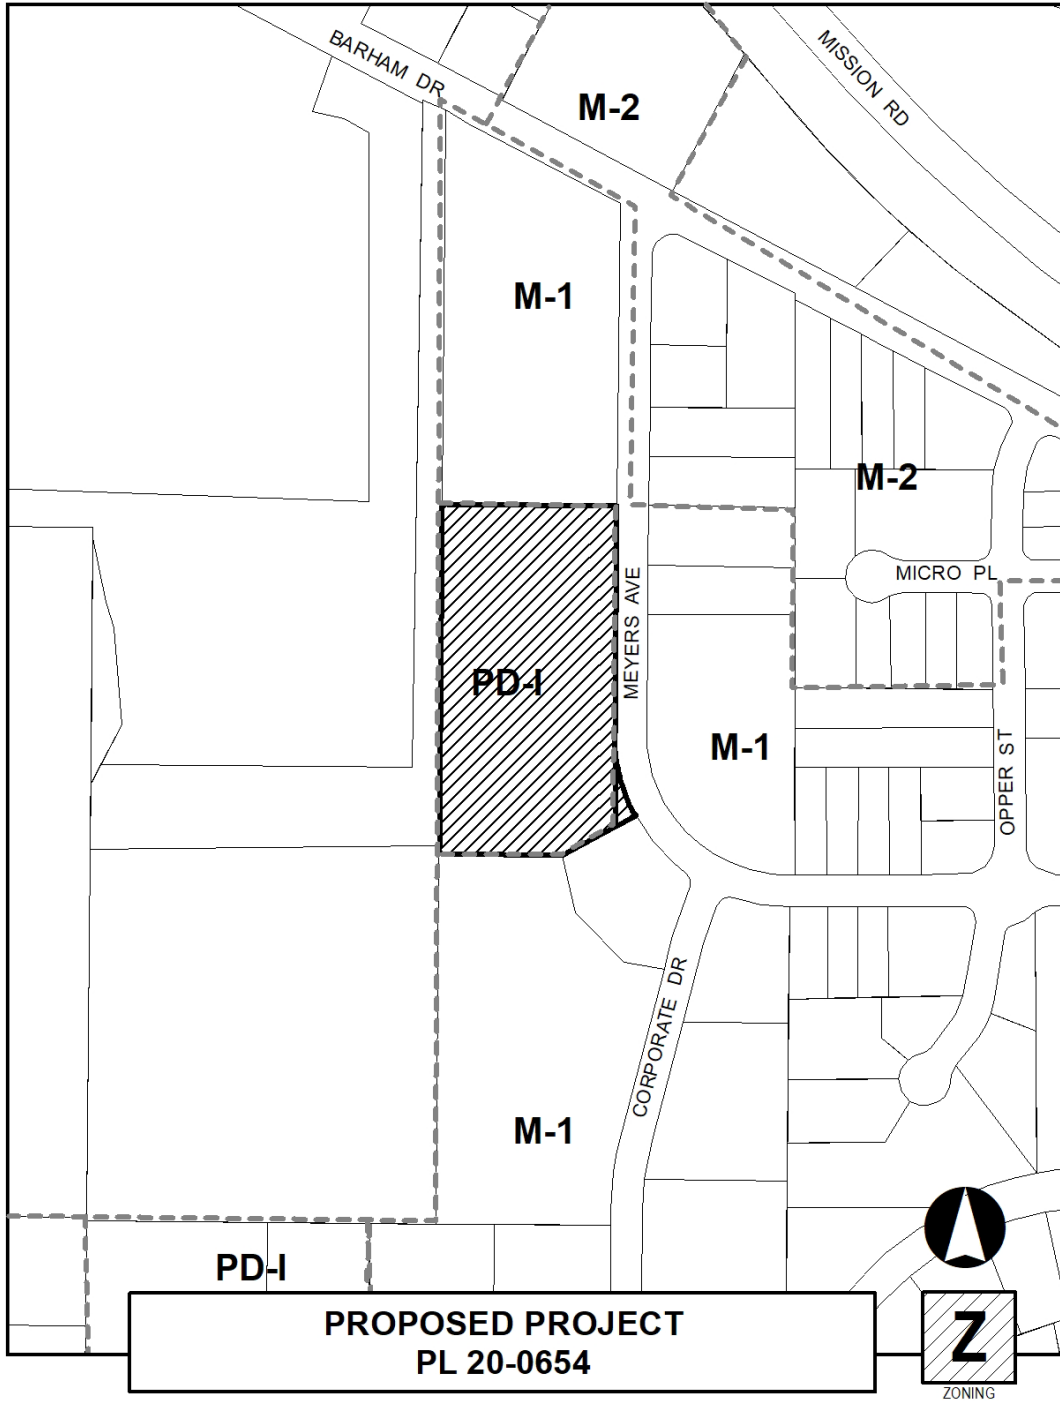 BARHAM DR
MISSION RD
M-2
M-1
M-2
MICRO PL
MEYERS AVE
PD-I
M-1
OPPER ST
CORPORATE DR
M-1
PD-I
PROPOSED PROJECT
PL 20-0654
Z
ZONING